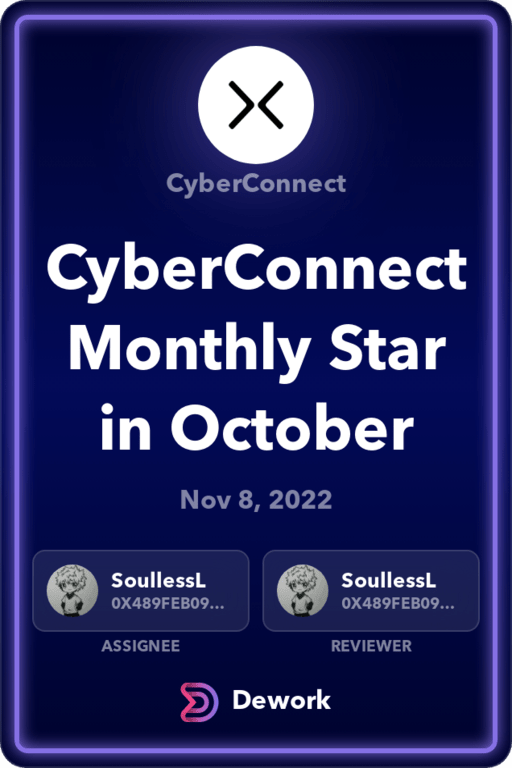 CyberConnect
CyberConnect
Monthly Star
in October
Nov 8, 2022
SoullessL
0X489FEB09...
ASSIGNEE
SoullessL
0X489FEB09...
REVIEWER
Dework